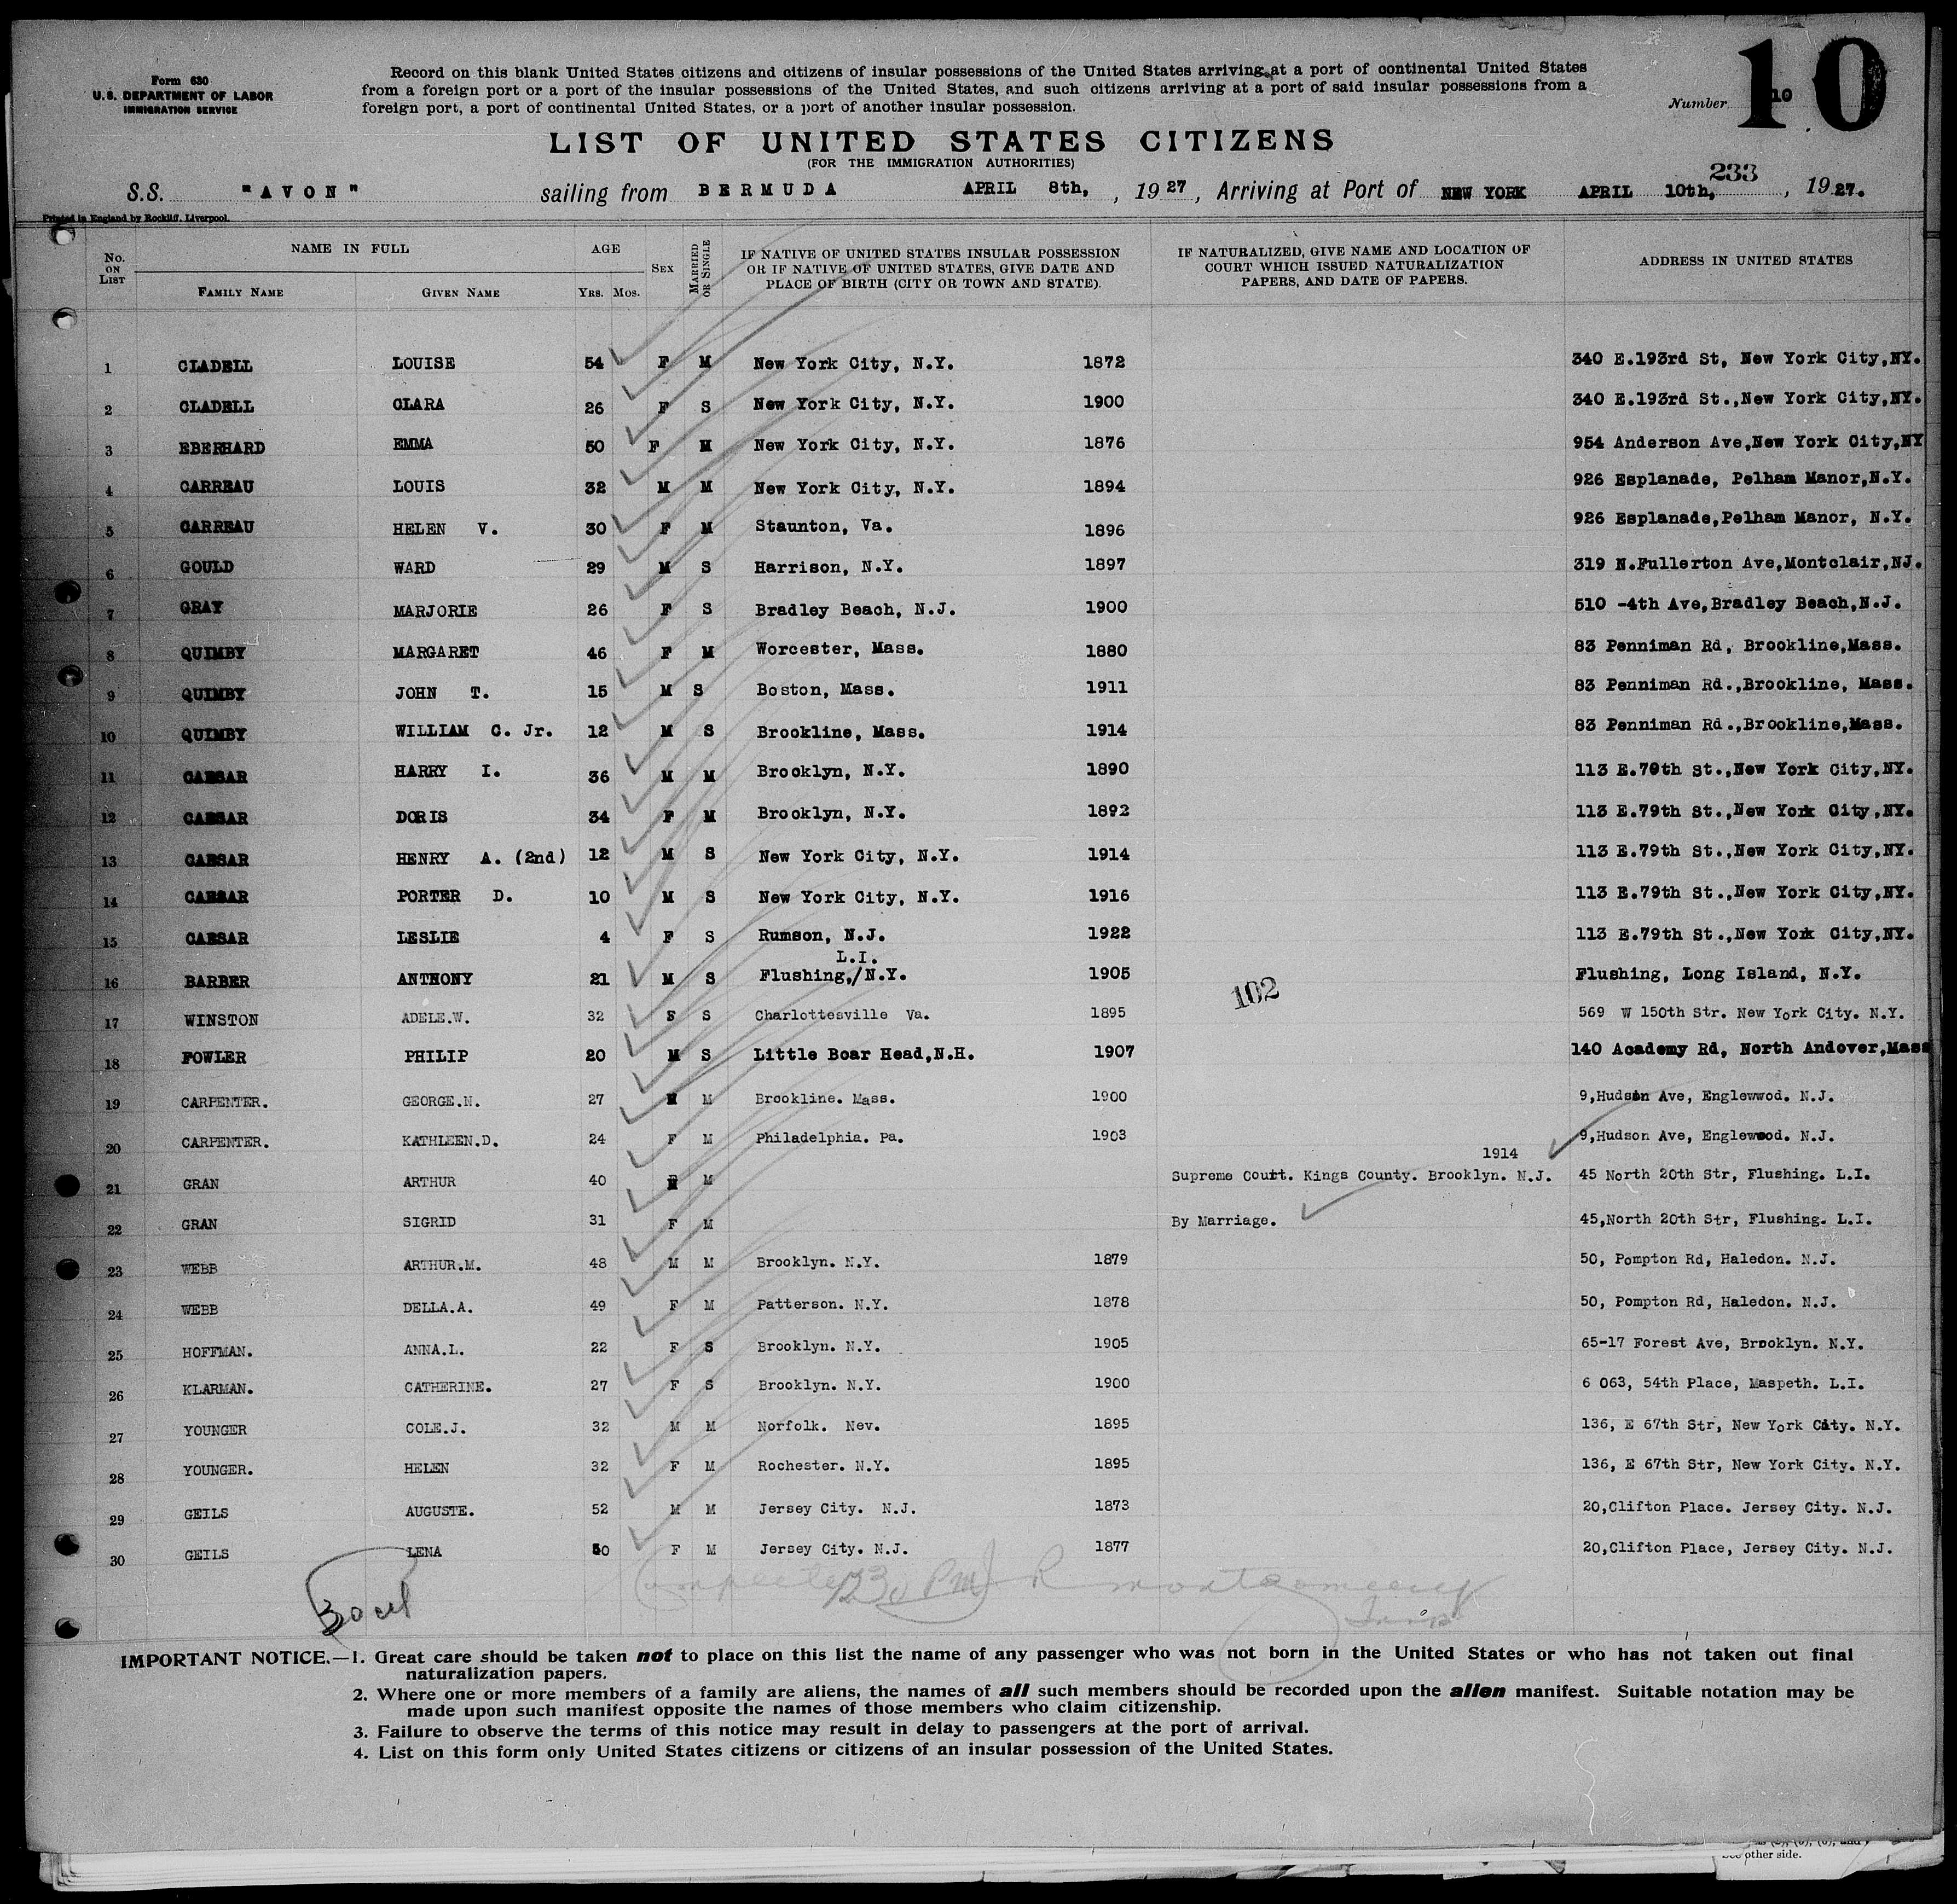 Form 630
U.S. DEPARTMENT OF LABOR
IMMIGRATION SERVICE
Record on this blank United States citizens and citizens of insular possessions of the United States arriving at a port of continental United States
from a foreign port or a port of the insular possessions of the United States, and such citizens arriving at a port of said insular possessions from a
foreign port, a port of continental United States, or a port of another insular possession.
Number 10
10
LIST OF UNITED STATES CITIZENS
(FOR THE IMMIGRATION AUTHORITIES)
233
S.S. "AVON" sailing from BERMUDA APRIL 8th, , 1927, Arriving at Port of NEW YORK APRIL 10th, , 1927.
Printed in England by Rockliff, Liverpool.
No. ON LIST
NAME IN FULL
FAMILY NAME
GIVEN NAME
AGE
YRS. MOS.
SEX
MARRIED OR SINGLE
IF NATIVE OF UNITED STATES INSULAR POSSESSION
OR IF NATIVE OF UNITED STATES, GIVE DATE AND
PLACE OF BIRTH (CITY OR TOWN AND STATE).
IF NATURALIZED, GIVE NAME AND LOCATION OF
COURT WHICH ISSUED NATURALIZATION
PAPERS, AND DATE OF PAPERS.
ADDRESS IN UNITED STATES
1 CLADELL LOUISE 54 F M New York City, N.Y. 1872 340 E.193rd St, New York City,NY.
2 CLADELL CLARA 26 F S New York City, N.Y. 1900 340 E.193rd St.,New York City,NY.
3 EBERHARD EMMA 50 F M New York City, N.Y. 1876 954 Anderson Ave,New York City,NY
4 CARREAU LOUIS 32 M M New York City, N.Y. 1894 926 Esplanade, Pelham Manor,N.Y.
5 CARREAU HELEN V. 30 F M Staunton, Va. 1896 926 Esplanade,Pelham Manor, N.Y.
6 GOULD WARD 29 M S Harrison, N.Y. 1897 319 N.Fullerton Ave,Montclair,NJ.
7 GRAY MARJORIE 26 F S Bradley Beach, N.J. 1900 510 -4th Ave,Bradley Beach,N.J.
8 QUIMBY MARGARET 46 F M Worcester, Mass. 1880 83 Penniman Rd, Brookline,Mass.
9 QUIMBY JOHN T. 15 M S Boston, Mass. 1911 83 Penniman Rd.,Brookline, Mass.
10 QUIMBY WILLIAM C. Jr. 12 M S Brookline, Mass. 1914 83 Penniman Rd.,Brookline,Mass.
11 CAESAR HARRY I. 36 M M Brooklyn, N.Y. 1890 113 E.79th St.,New York City,NY.
12 CAESAR DORIS 34 F M Brooklyn, N.Y. 1892 113 E.79th St.,New York City,NY.
13 CAESAR HENRY A. (2nd) 12 M S New York City, N.Y. 1914 113 E.79th St.,New York City,NY.
14 CAESAR PORTER D. 10 M S New York City, N.Y. 1916 113 E.79th St.,New York City,NY.
15 CAESAR LESLIE 4 F S Rumson, N.J. 1922 113 E.79th St.,New York City,NY.
L.I.
16 BARBER ANTHONY 21 M S Flushing,/N.Y. 1905 Flushing, Long Island, N.Y.
102
17 WINSTON ADELE.W. 32 F S Charlottesville Va. 1895 569 W 150th Str. New York City. N.Y.
18 FOWLER PHILIP 20 M S Little Boar Head,N.H. 1907 140 Academy Rd, North Andover,Mass
19 CARPENTER. GEORGE.N. 27 M M Brookline. Mass. 1900 9,Hudson Ave, Englewwod. N.J.
20 CARPENTER. KATHLEEN.D. 24 F M Philadelphia. Pa. 1903 9,Hudson Ave, Englewood. N.J.
1914
21 GRAN ARTHUR 40 M M Supreme Court. Kings County. Brooklyn. N.J. 45 North 20th Str, Flushing. L.I.
22 GRAN SIGRID 31 F M By Marriage. 45,North 20th Str, Flushing. L.I.
23 WEBB ARTHUR.M. 48 M M Brooklyn. N.Y. 1879 50, Pompton Rd, Haledon. N.J.
24 WEBB DELLA.A. 49 F M Patterson. N.Y. 1878 50, Pompton Rd, Haledon. N.J.
25 HOFFMAN. ANNA.L. 22 F S Brooklyn. N.Y. 1905 65-17 Forest Ave, Brooklyn. N.Y.
26 KLARMAN. CATHERINE. 27 F S Brooklyn. N.Y. 1900 6 063, 54th Place, Maspeth. L.I.
27 YOUNGER COLE.J. 32 M M Norfolk. Nev. 1895 136, E 67th Str, New York City. N.Y.
28 YOUNGER. HELEN 32 F M Rochester. N.Y. 1895 136, E 67th Str, New York City. N.Y.
29 GEILS AUGUSTE. 52 M M Jersey City. N.J. 1873 20,Clifton Place. Jersey City. N.J.
30 GEILS LENA 50 F M Jersey City. N.J. 1877 20,Clifton Place, Jersey City. N.J.
30
R Montgomery
IMPORTANT NOTICE.—1. Great care should be taken not to place on this list the name of any passenger who was not born in the United States or who has not taken out final
naturalization papers.
2. Where one or more members of a family are aliens, the names of all such members should be recorded upon the alien manifest. Suitable notation may be
made upon such manifest opposite the names of those members who claim citizenship.
3. Failure to observe the terms of this notice may result in delay to passengers at the port of arrival.
4. List on this form only United States citizens or citizens of an insular possession of the United States.
other side.